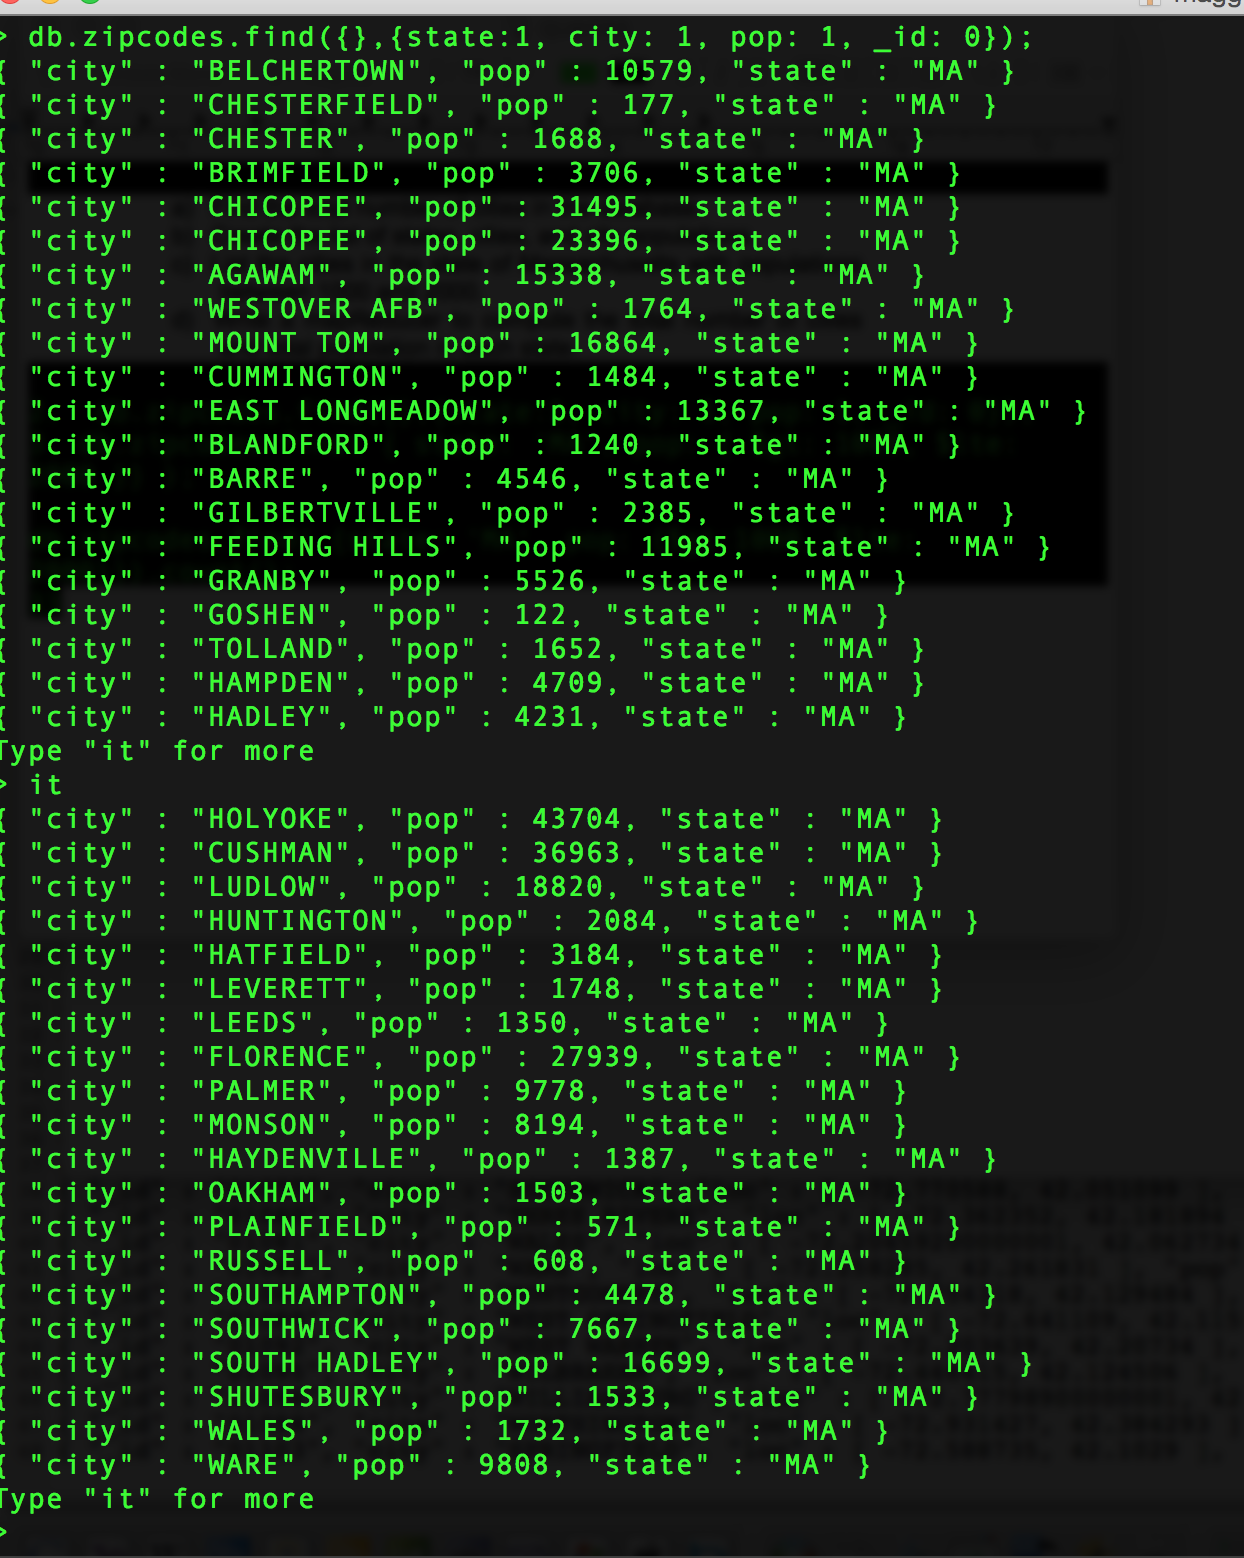 > db.zipcodes.find({},{state:1, city: 1, pop: 1, _id: 0});
{ "city" : "BELCHERTOWN", "pop" : 10579, "state" : "MA" }
{ "city" : "CHESTERFIELD", "pop" : 177, "state" : "MA" }
{ "city" : "CHESTER", "pop" : 1688, "state" : "MA" }
{ "city" : "BRIMFIELD", "pop" : 3706, "state" : "MA" }
{ "city" : "CHICOPEE", "pop" : 31495, "state" : "MA" }
{ "city" : "CHICOPEE", "pop" : 23396, "state" : "MA" }
{ "city" : "AGAWAM", "pop" : 15338, "state" : "MA" }
{ "city" : "WESTOVER AFB", "pop" : 1764, "state" : "MA" }
{ "city" : "MOUNT TOM", "pop" : 16864, "state" : "MA" }
{ "city" : "CUMMINGTON", "pop" : 1484, "state" : "MA" }
{ "city" : "EAST LONGMEADOW", "pop" : 13367, "state" : "MA" }
{ "city" : "BLANDFORD", "pop" : 1240, "state" : "MA" }
{ "city" : "BARRE", "pop" : 4546, "state" : "MA" }
{ "city" : "GILBERTVILLE", "pop" : 2385, "state" : "MA" }
{ "city" : "FEEDING HILLS", "pop" : 11985, "state" : "MA" }
{ "city" : "GRANBY", "pop" : 5526, "state" : "MA" }
{ "city" : "GOSHEN", "pop" : 122, "state" : "MA" }
{ "city" : "TOLLAND", "pop" : 1652, "state" : "MA" }
{ "city" : "HAMPDEN", "pop" : 4709, "state" : "MA" }
{ "city" : "HADLEY", "pop" : 4231, "state" : "MA" }
Type "it" for more
> it
{ "city" : "HOLYOKE", "pop" : 43704, "state" : "MA" }
{ "city" : "CUSHMAN", "pop" : 36963, "state" : "MA" }
{ "city" : "LUDLOW", "pop" : 18820, "state" : "MA" }
{ "city" : "HUNTINGTON", "pop" : 2084, "state" : "MA" }
{ "city" : "HATFIELD", "pop" : 3184, "state" : "MA" }
{ "city" : "LEVERETT", "pop" : 1748, "state" : "MA" }
{ "city" : "LEEDS", "pop" : 1350, "state" : "MA" }
{ "city" : "FLORENCE", "pop" : 27939, "state" : "MA" }
{ "city" : "PALMER", "pop" : 9778, "state" : "MA" }
{ "city" : "MONSON", "pop" : 8194, "state" : "MA" }
{ "city" : "HAYDENVILLE", "pop" : 1387, "state" : "MA" }
{ "city" : "OAKHAM", "pop" : 1503, "state" : "MA" }
{ "city" : "PLAINFIELD", "pop" : 571, "state" : "MA" }
{ "city" : "RUSSELL", "pop" : 608, "state" : "MA" }
{ "city" : "SOUTHAMPTON", "pop" : 4478, "state" : "MA" }
{ "city" : "SOUTHWICK", "pop" : 7667, "state" : "MA" }
{ "city" : "SOUTH HADLEY", "pop" : 16699, "state" : "MA" }
{ "city" : "SHUTESBURY", "pop" : 1533, "state" : "MA" }
{ "city" : "WALES", "pop" : 1732, "state" : "MA" }
{ "city" : "WARE", "pop" : 9808, "state" : "MA" }
Type "it" for more
>